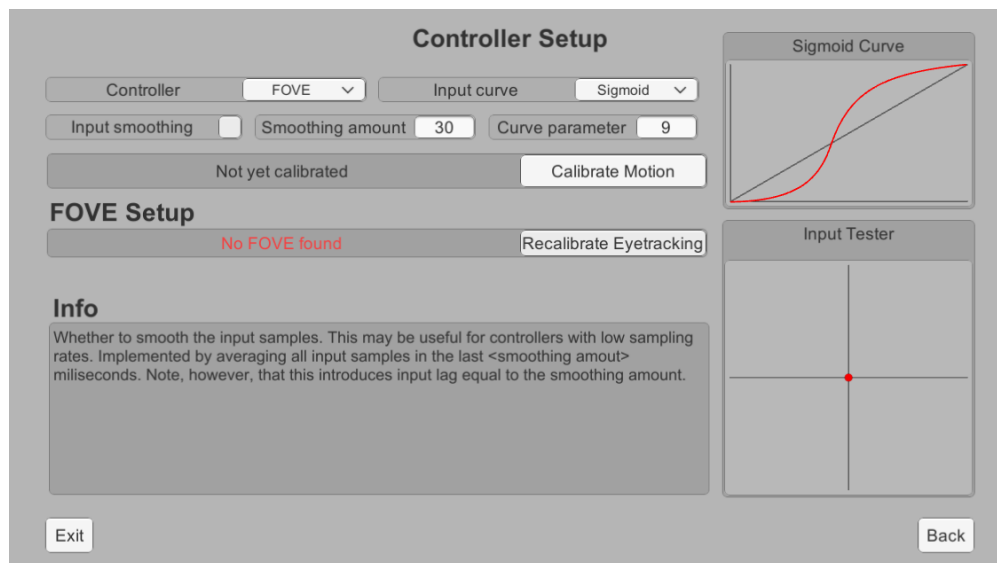 Controller Setup
Controller FOVE Input curve Sigmoid
Input smoothing Smoothing amount 30 Curve parameter 9
Not yet calibrated Calibrate Motion
FOVE Setup
No FOVE found Recalibrate Eyetracking
Info
Whether to smooth the input samples. This may be useful for controllers with low sampling
rates. Implemented by averaging all input samples in the last <smoothing amout>
miliseconds. Note, however, that this introduces input lag equal to the smoothing amount.
Sigmoid Curve
Input Tester
Exit
Back